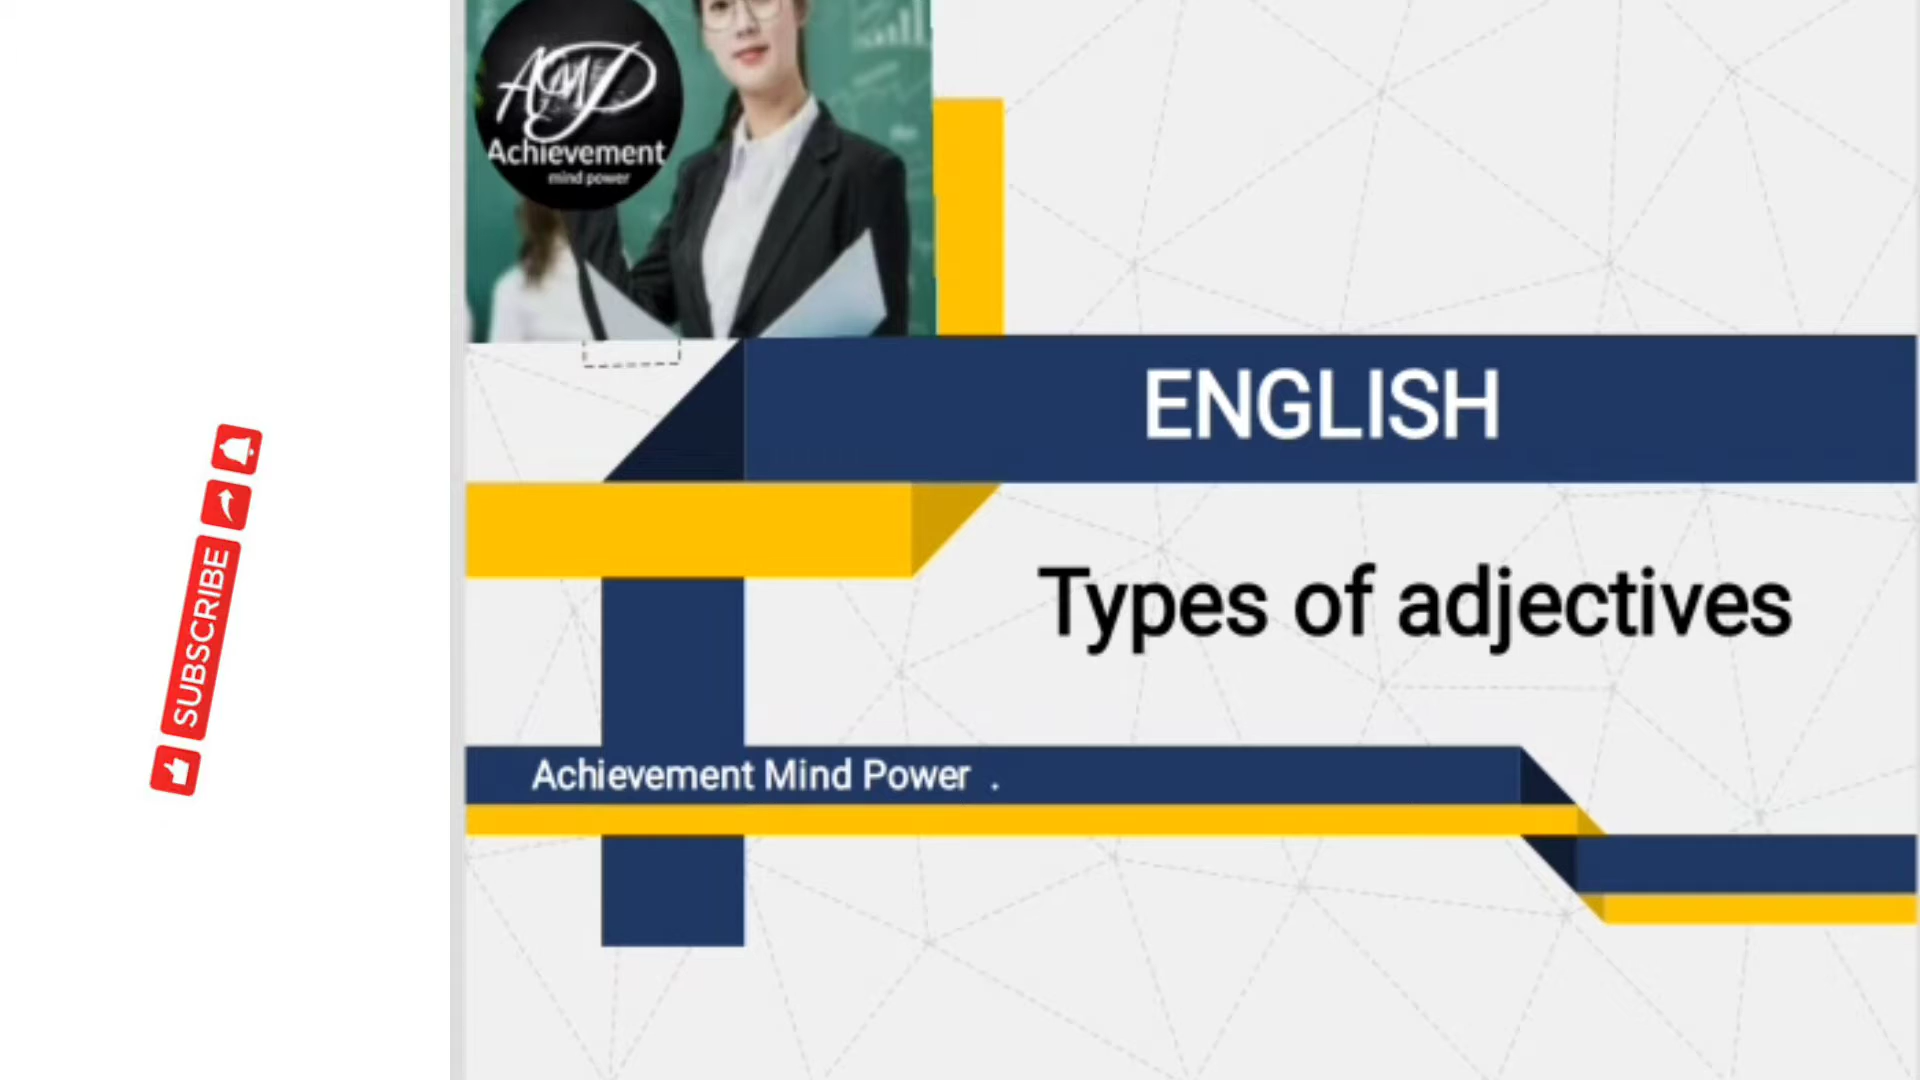 AMP
Achievement
mind power
ENGLISH
Types of adjectives
Achievement Mind Power .
SUBSCRIBE